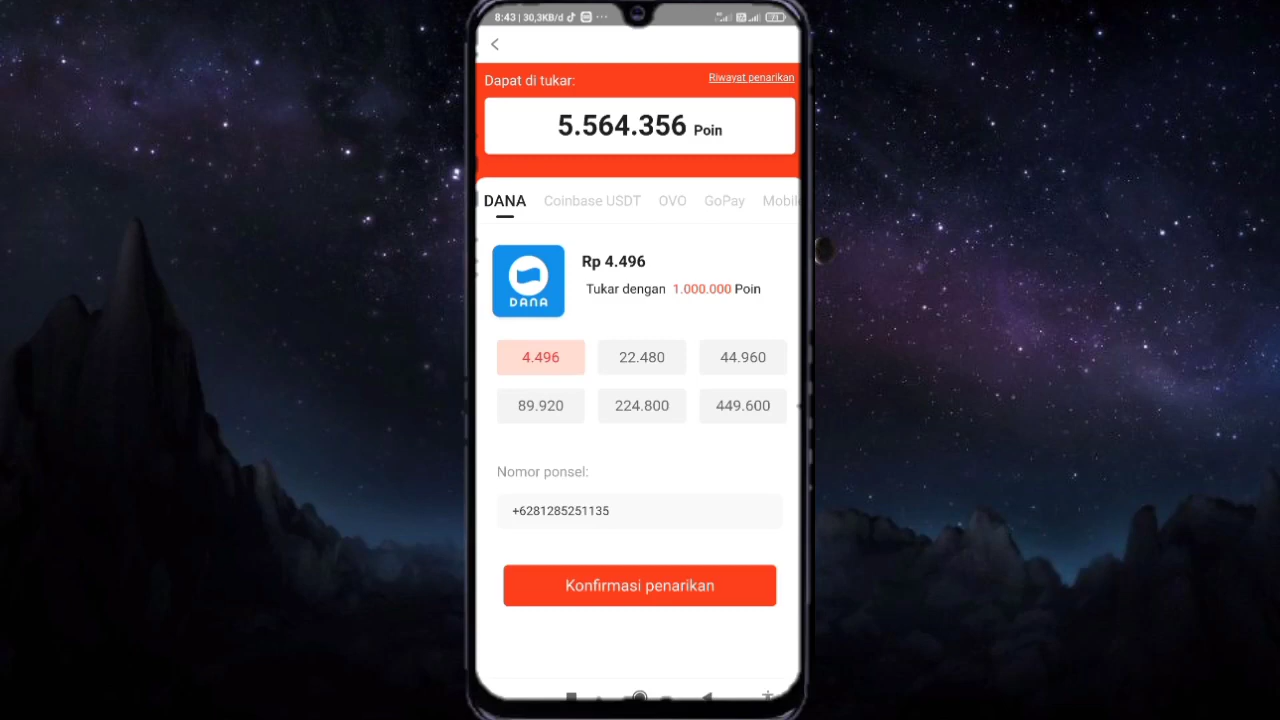 8:43 | 30,3KB/d
Dapat di tukar:
Riwayat penarikan
5.564.356 Poin
DANA Coinbase USDT OVO GoPay Mobil
Rp 4.496
Tukar dengan 1.000.000 Poin
DANA
4.496 22.480 44.960
89.920 224.800 449.600
Nomor ponsel:
+6281285251135
Konfirmasi penarikan